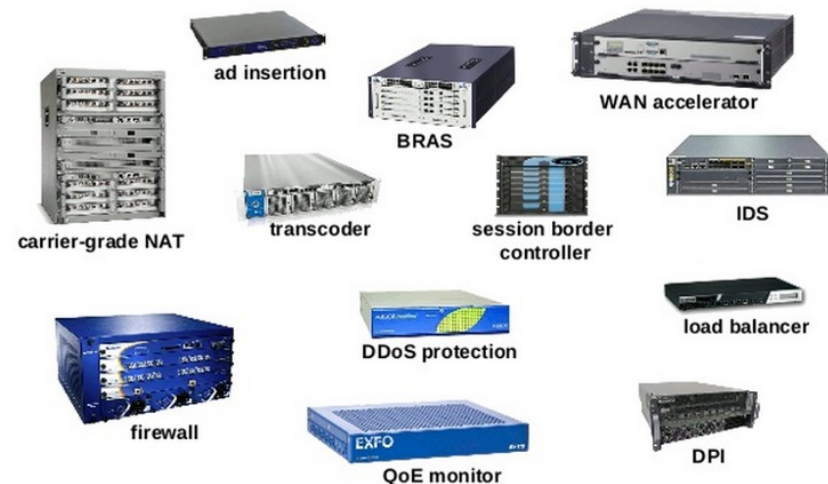 ad insertion
BRAS
WAN accelerator
carrier-grade NAT
transcoder
session border
controller
IDS
firewall
DDoS protection
load balancer
EXFO
QoE monitor
DPI